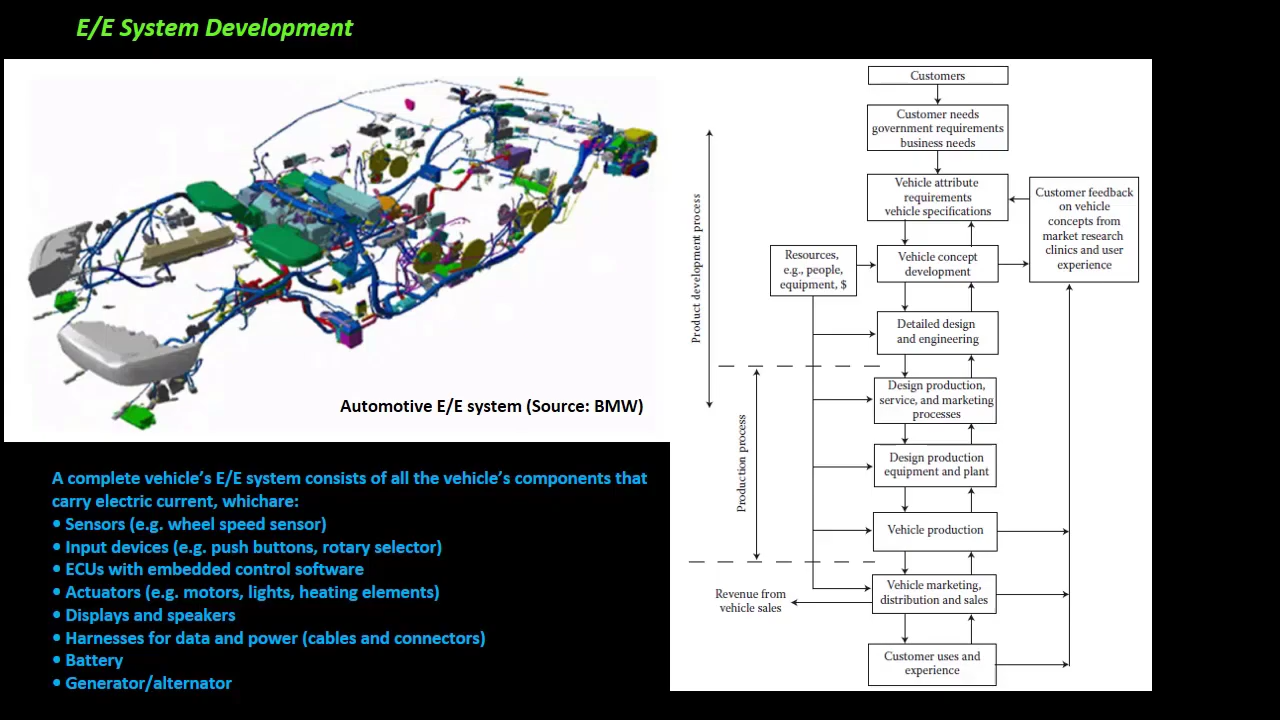 E/E System Development
Automotive E/E system (Source: BMW)
A complete vehicle’s E/E system consists of all the vehicle’s components that
carry electric current, whichare:
• Sensors (e.g. wheel speed sensor)
• Input devices (e.g. push buttons, rotary selector)
• ECUs with embedded control software
• Actuators (e.g. motors, lights, heating elements)
• Displays and speakers
• Harnesses for data and power (cables and connectors)
• Battery
• Generator/alternator
Customers
Customer needs
government requirements
business needs
Vehicle attribute
requirements
vehicle specifications
Customer feedback
on vehicle
concepts from
market research
clinics and user
experience
Resources,
e.g., people,
equipment, $
Vehicle concept
development
Product development process
Detailed design
and engineering
Design production,
service, and marketing
processes
Production process
Design production
equipment and plant
Vehicle production
Vehicle marketing,
distribution and sales
Revenue from
vehicle sales
Customer uses and
experience